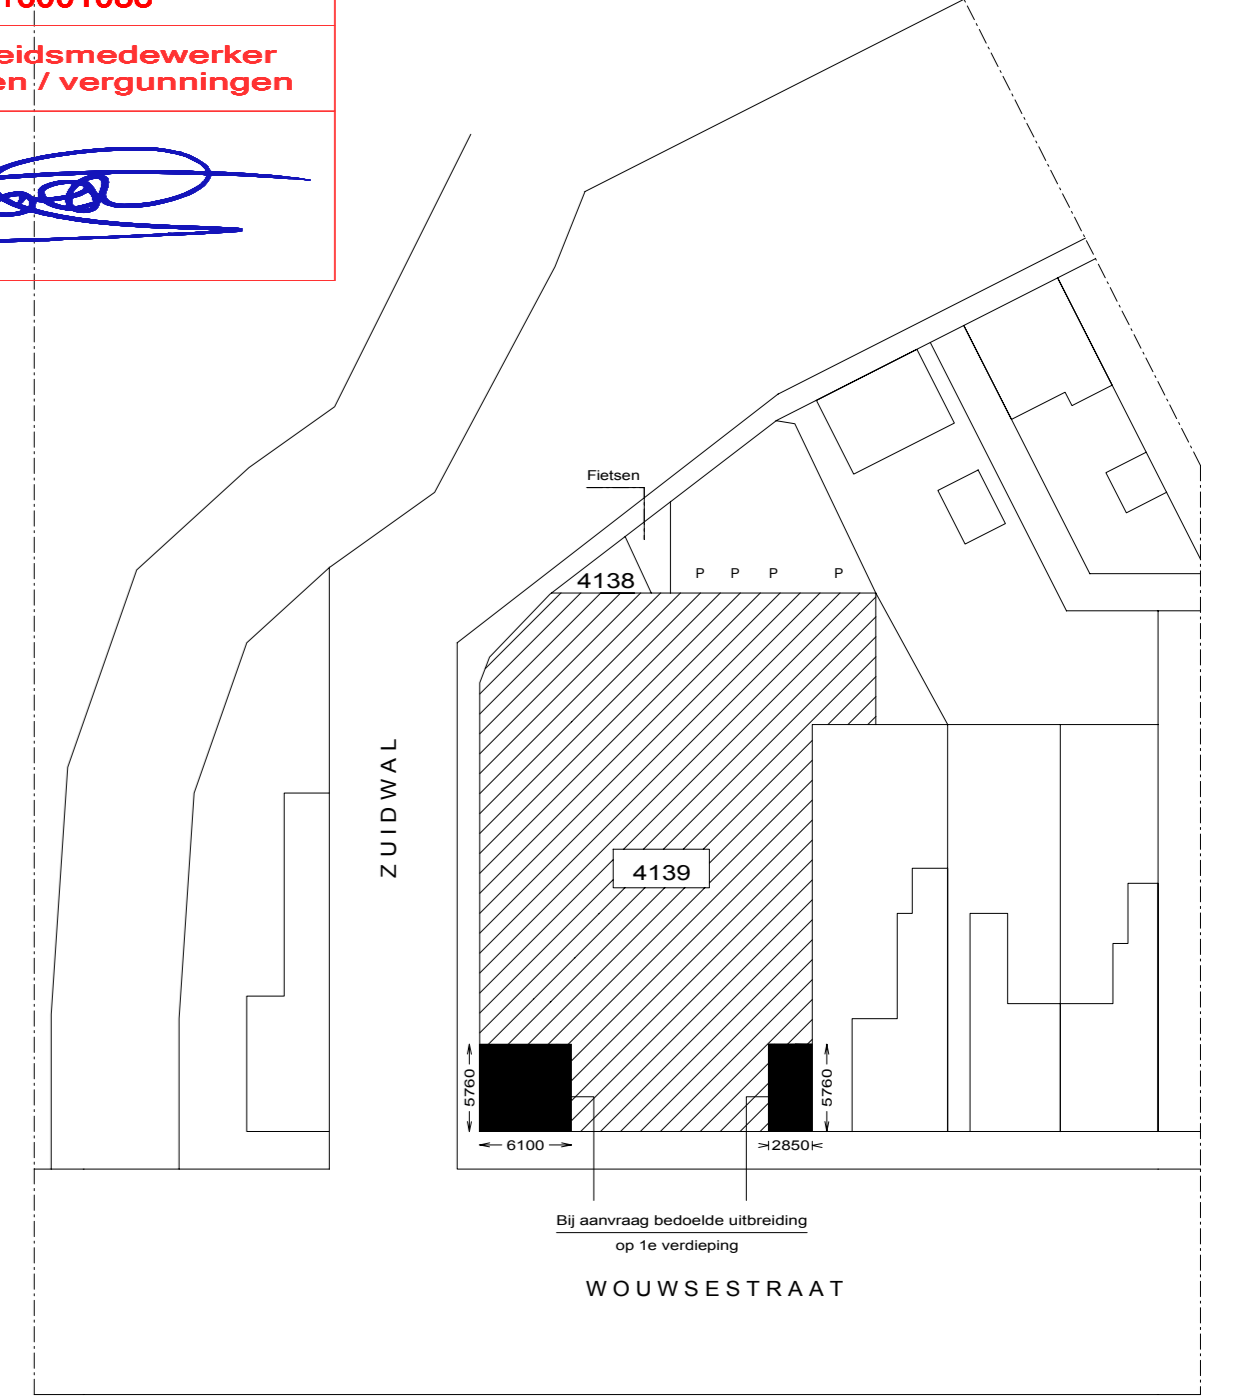 eidsmedewerker
en / vergunningen
Fietsen
4138
P P P P
ZUIDWAL
4139
5760
5760
6100
2850
Bij aanvraag bedoelde uitbreiding
op 1e verdieping
WOUWSESTRAAT